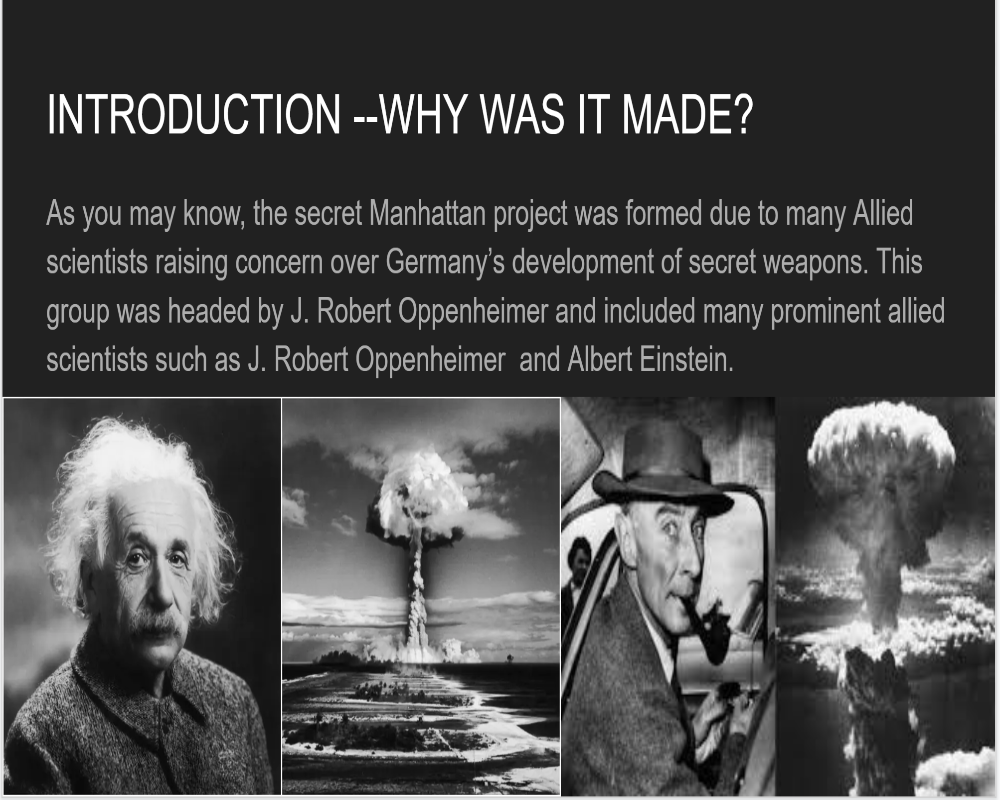 INTRODUCTION --WHY WAS IT MADE?
As you may know, the secret Manhattan project was formed due to many Allied
scientists raising concern over Germany’s development of secret weapons. This
group was headed by J. Robert Oppenheimer and included many prominent allied
scientists such as J. Robert Oppenheimer  and Albert Einstein.